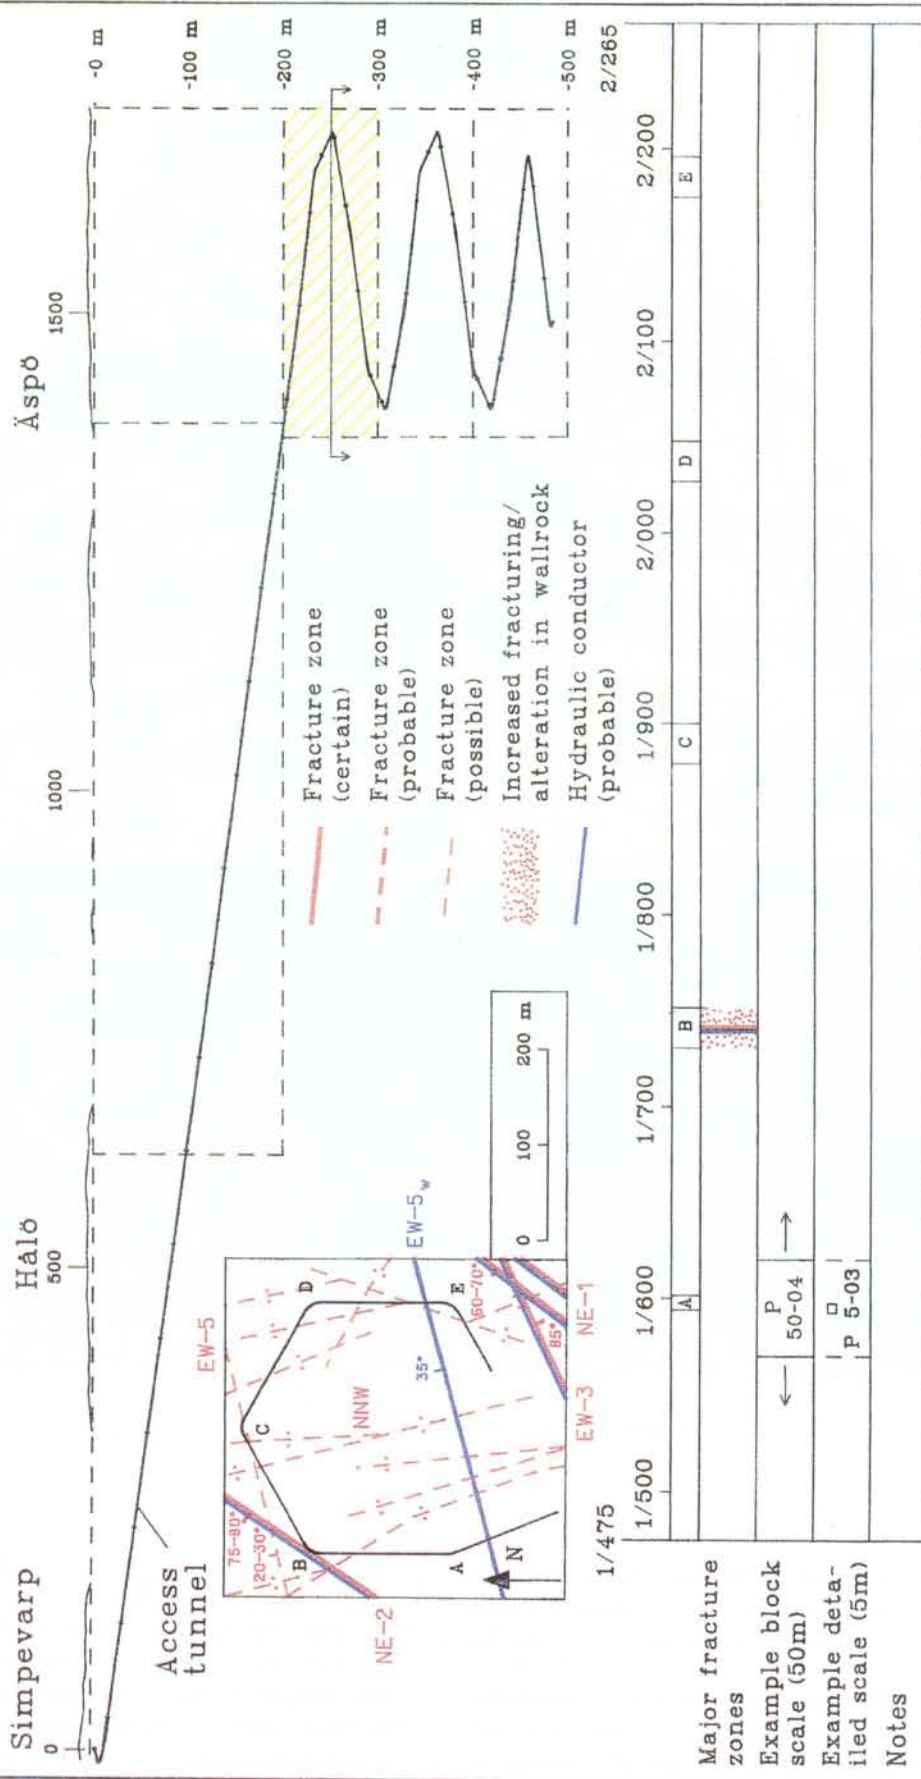 Simpevarp
Hålö
Äspö
0
500
1000
1500
-0 m
-100 m
-200 m
-300 m
-400 m
-500 m
Access
tunnel
EW-5
75-80°
20-30°
NNW
B
C
D
A
E
N
NE-2
35°
EW-5w
60-70°
85°
EW-3
NE-1
0 100 200 m
Fracture zone
(certain)
Fracture zone
(probable)
Fracture zone
(possible)
Increased fracturing/
alteration in wallrock
Hydraulic conductor
(probable)
1/475
2/265
1/500 1/600 1/700 1/800 1/900 2/000 2/100 2/200
A B C D E
Major fracture
zones
Example block
scale (50m)
P
50-04
Example deta-
iled scale (5m)
P 5-03
Notes